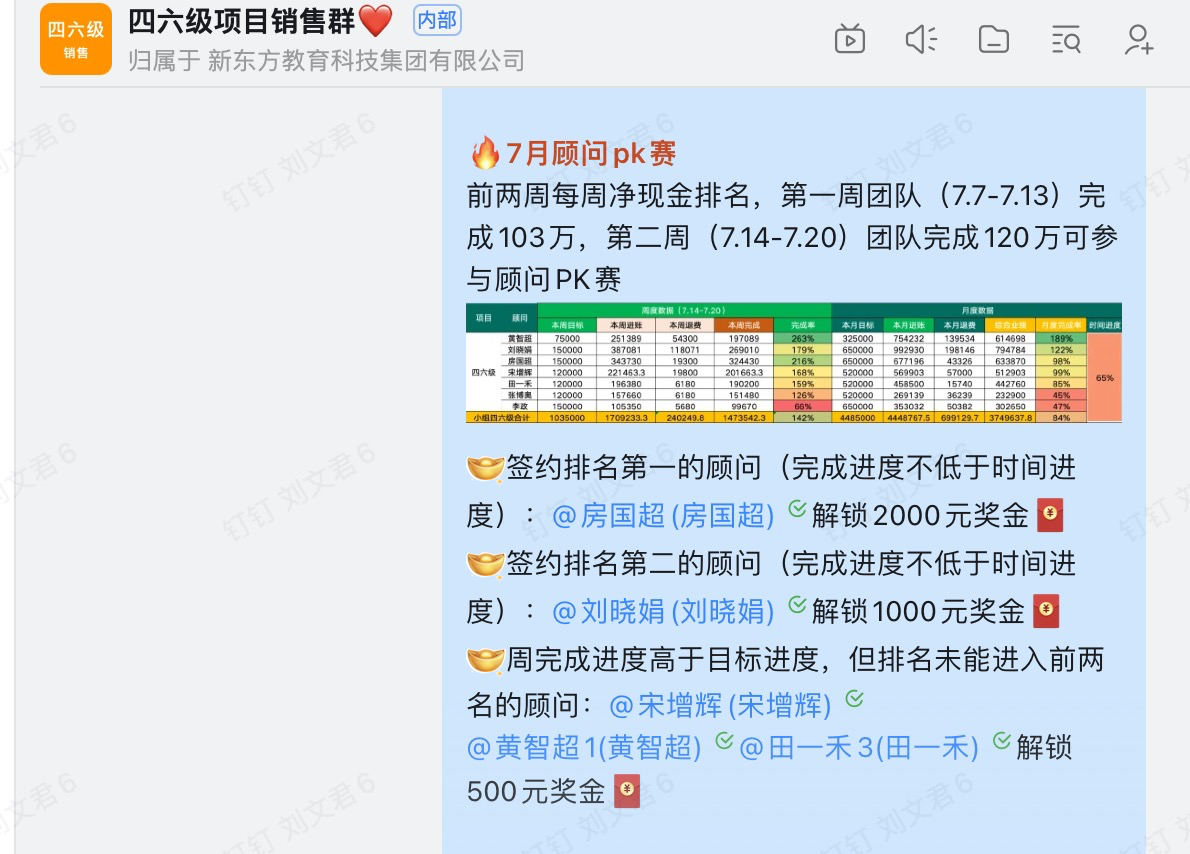 四六级
销售
四六级项目销售群❤️ 内部
归属于 新东方教育科技集团有限公司
🔥7月顾问pk赛
前两周每周净现金排名，第一周团队（7.7-7.13）完
成103万，第二周（7.14-7.20）团队完成120万可参
与顾问PK赛
项目 顾问 周度数据（7.14-7.20） 月度数据 时间进度
本周目标 本周进账 本周退费 本周完成 完成率 本月目标 本月进账 本月退费 综合业绩 月度完成率
黄智超 75000 251389 54300 197089 263% 325000 754232 139534 614698 189%
刘晓娟 150000 387081 118071 269010 179% 650000 992930 198146 794784 122%
房国超 150000 343730 19300 324430 216% 650000 677196 43326 633870 98%
四六级 宋增辉 120000 221463.3 19800 201663.3 168% 520000 569903 57000 512903 99% 65%
田一禾 120000 196380 6180 190200 159% 520000 458500 15740 442760 85%
张博奥 120000 157660 6180 151480 126% 520000 269139 36239 232900 45%
李政 150000 105350 5680 99670 66% 650000 353032 50382 302650 47%
小组四六级合计 1035000 1709233.3 240249.8 1473542.3 142% 4485000 4448767.5 699129.7 3749637.8 84%
签约排名第一的顾问（完成进度不低于时间进
度）：@房国超(房国超) 解锁2000元奖金
签约排名第二的顾问（完成进度不低于时间进
度）：@刘晓娟(刘晓娟) 解锁1000元奖金
周完成进度高于目标进度，但排名未能进入前两
名的顾问：@宋增辉(宋增辉)
@黄智超1(黄智超) @田一禾3(田一禾) 解锁
500元奖金
钉钉 刘文君6